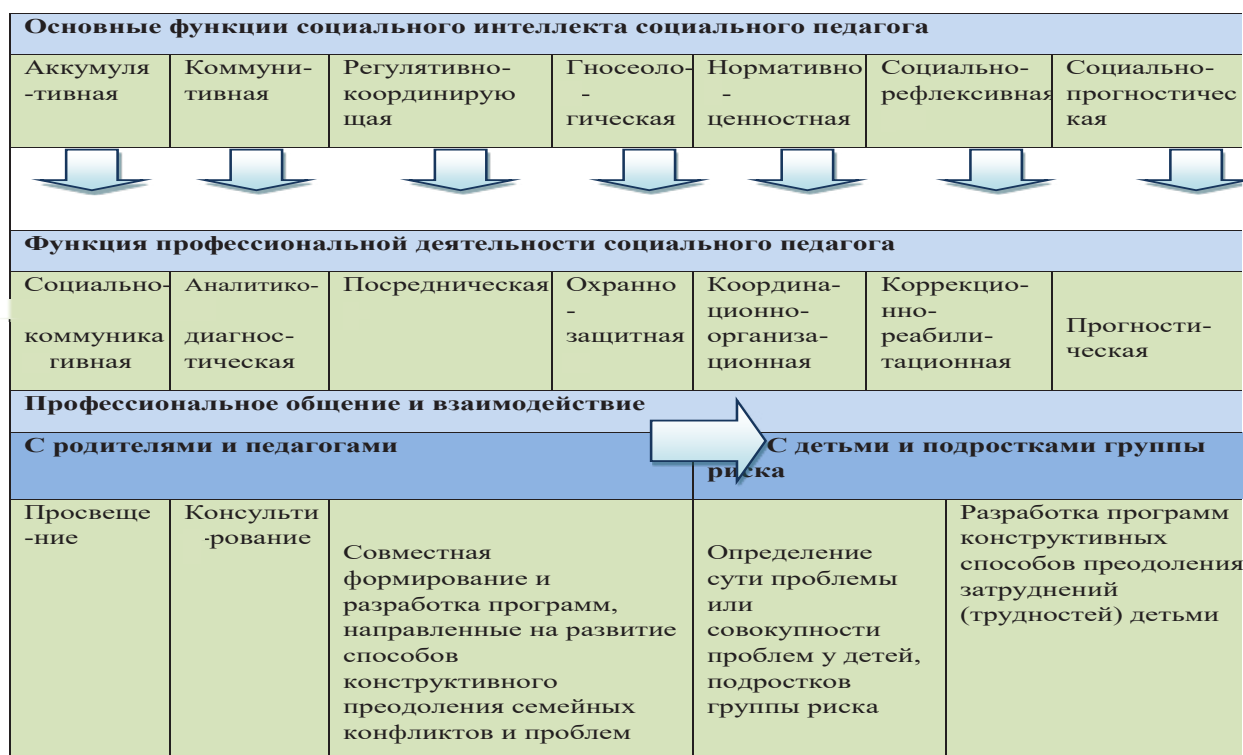 Основные функции социального интеллекта социального педагога
Аккумуля
-тивная
Коммуни-
тивная
Регулятивно-
координирую
щая
Гносеоло-
-
гическая
Нормативно
-
ценностная
Социально-
рефлексивная
Социально-
прогностичес
кая
Функция профессиональной деятельности социального педагога
Социально-
коммуника
гивная
Аналитико-
диагнос-
тическая
Посредническая
Охранно
-
защитная
Координа-
ционно-
организа-
ционная
Коррекцио-
нно-
реабили-
тационная
Прогности-
ческая
Профессиональное общение и взаимодействие
С родителями и педагогами
С детьми и подростками группы
риска
Просвеще
-ние
Консульти
-рование
Совместная
формирование и
разработка программ,
направленные на развитие
способов
конструктивного
преодоления семейных
конфликтов и проблем
Определение
сути проблемы
или
совокупности
проблем у детей,
подростков
группы риска
Разработка программ
конструктивных
способов преодоления
затруднений
(трудностей) детьми